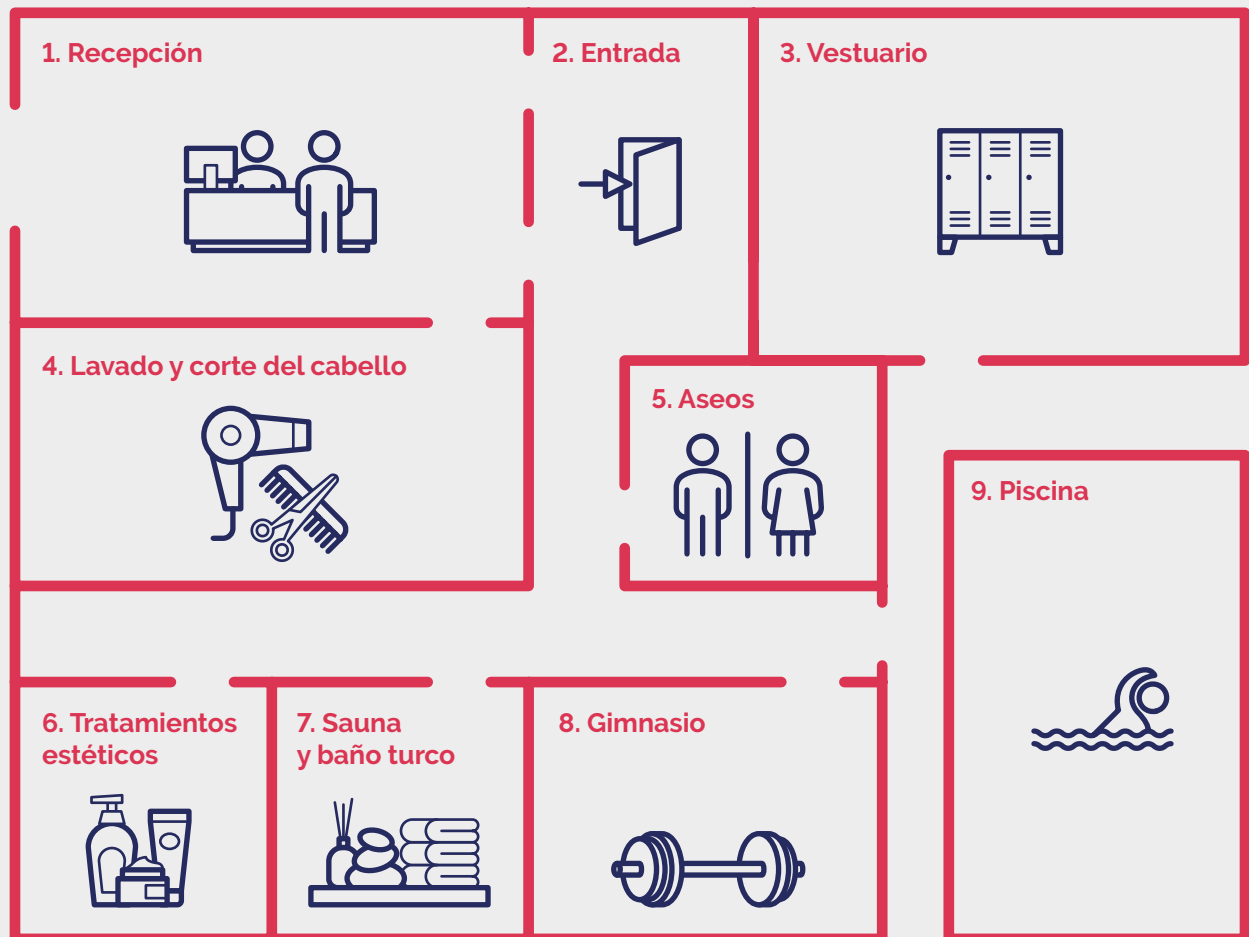 1. Recepción
2. Entrada
3. Vestuario
4. Lavado y corte del cabello
5. Aseos
9. Piscina
6. Tratamientos
estéticos
7. Sauna
y baño turco
8. Gimnasio